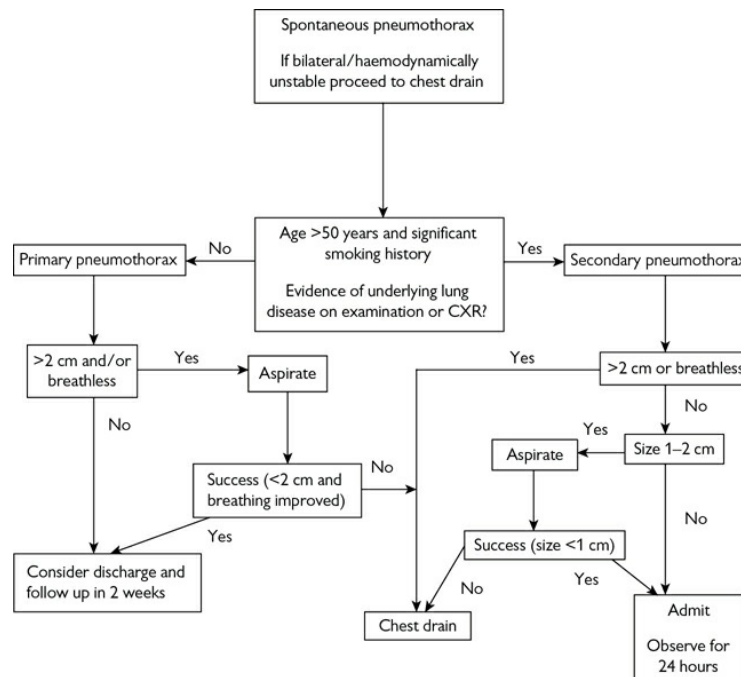 Spontaneous pneumothorax
If bilateral/haemodynamically
unstable proceed to chest drain
Age >50 years and significant
smoking history
Evidence of underlying lung
disease on examination or CXR?
No
Yes
Primary pneumothorax
Secondary pneumothorax
>2 cm and/or
breathless
Yes
Aspirate
Yes
>2 cm or breathless
No
No
Yes
Size 1–2 cm
Aspirate
Success (<2 cm and
breathing improved)
No
Yes
No
Success (size <1 cm)
Consider discharge and
follow up in 2 weeks
No
Yes
Chest drain
Admit
Observe for
24 hours